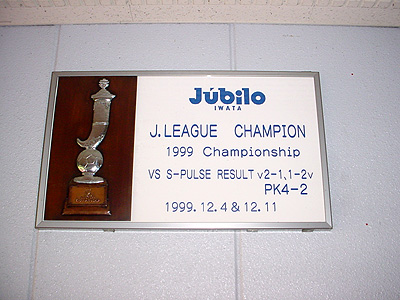 Júbilo
IWATA
J.LEAGUE CHAMPION
1999 Championship
VS S-PULSE RESULT v2-1,1-2v
PK4-2
1999.12.4&12.11